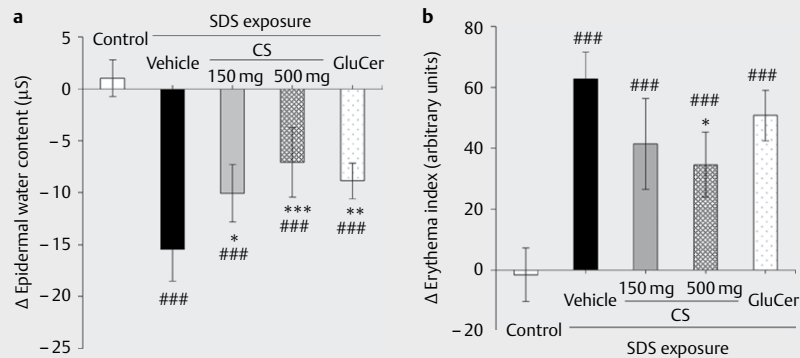 a
SDS exposure
Control
Vehicle
CS
GluCer
150 mg
500 mg
Δ Epidermal water content (µS)
5
0
–5
–10
–15
–20
–25
###
*
###
***
###
**
###
b
Δ Erythema index (arbitrary units)
80
60
40
20
0
–20
###
###
###
*
###
150 mg
500 mg
Vehicle
GluCer
CS
Control
SDS exposure